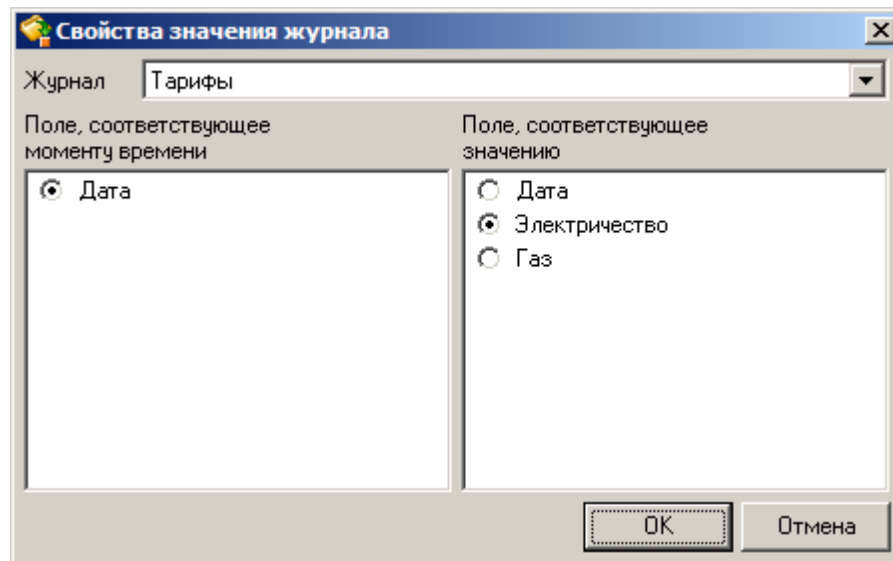 Свойства значения журнала
Журнал Тарифы
Поле, соответствующее
моменту времени
Дата
Поле, соответствующее
значению
Дата
Электричество
Газ
OK Отмена